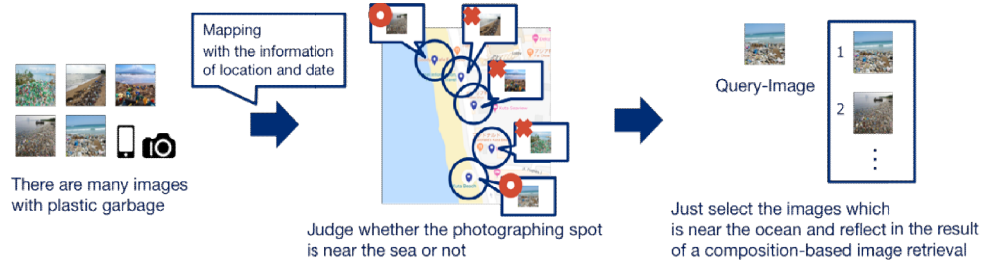 Mapping
with the information
of location and date
There are many images
with plastic garbage
Judge whether the photographing spot
is near the sea or not
Query-Image
1
2
Just select the images which
is near the ocean and reflect in the result
of a composition-based image retrieval